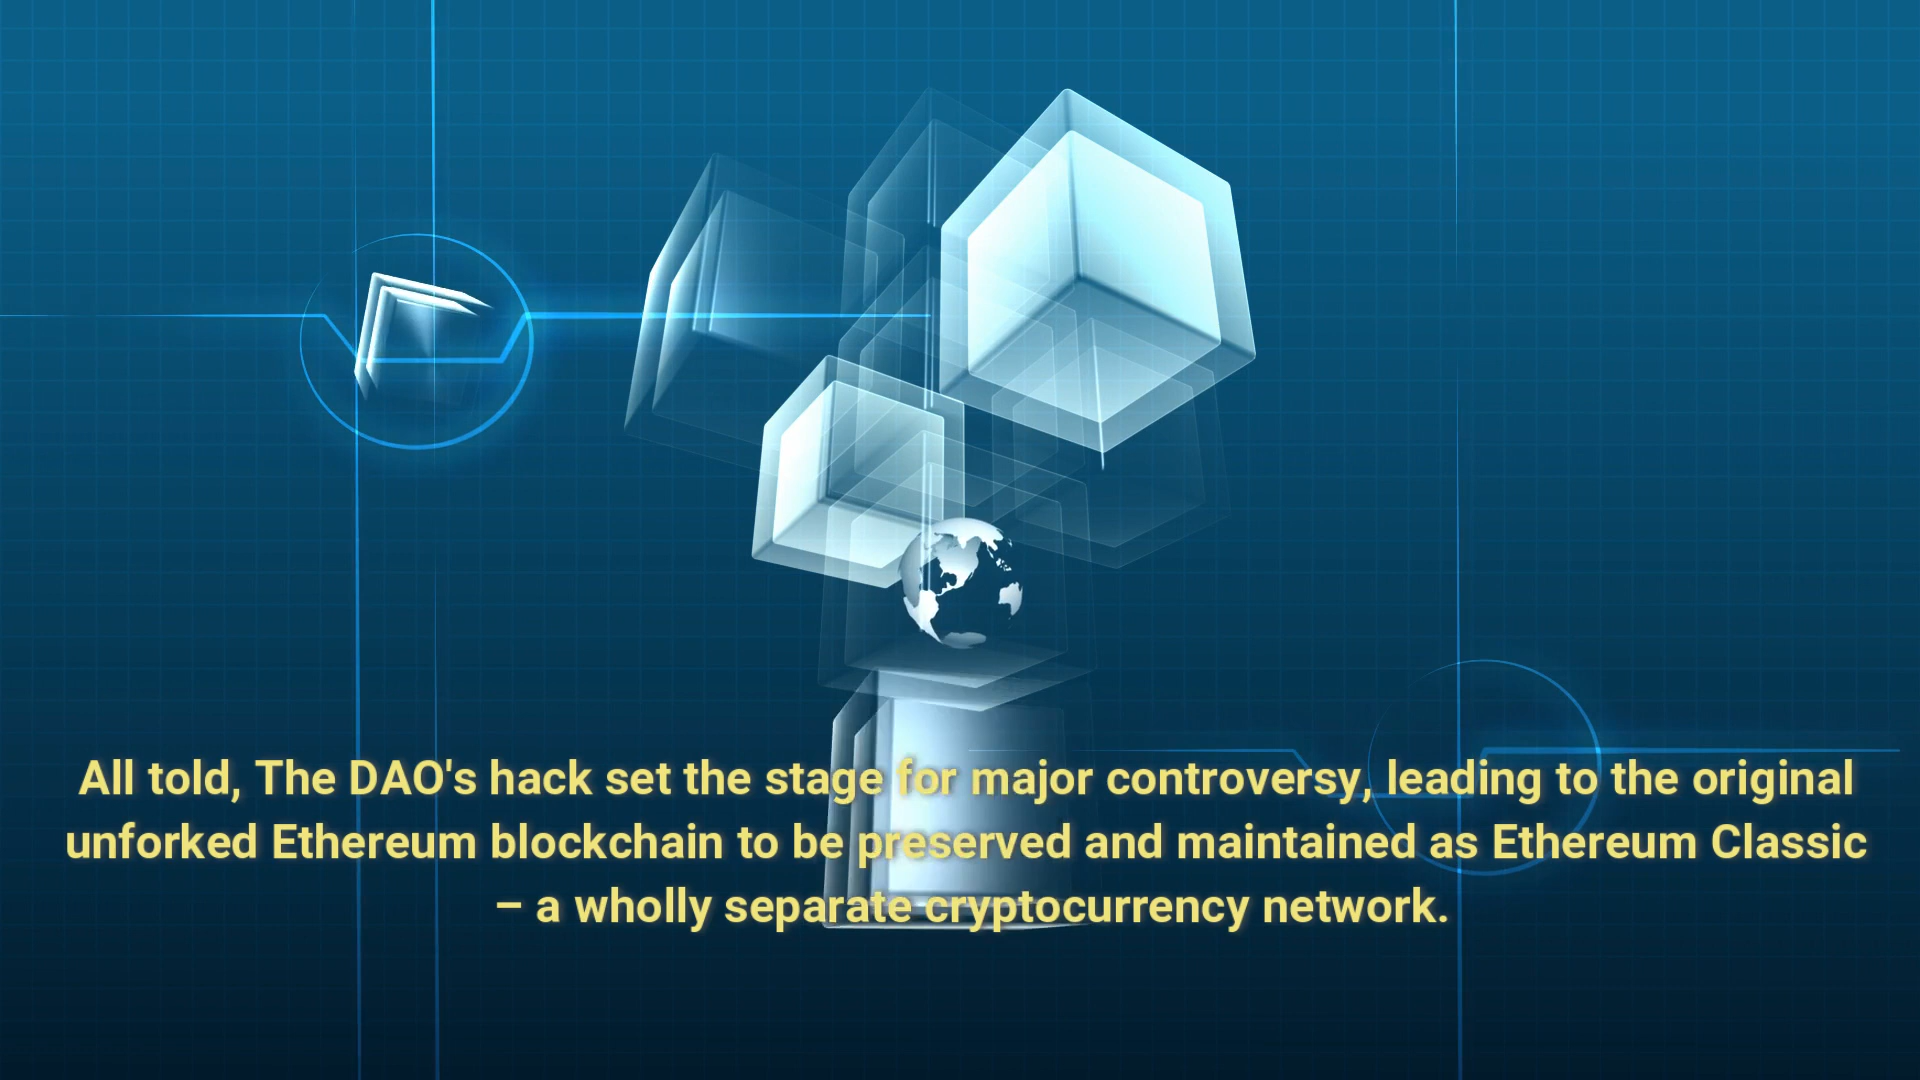 All told, The DAO's hack set the stage for major controversy, leading to the original
unforked Ethereum blockchain to be preserved and maintained as Ethereum Classic
– a wholly separate cryptocurrency network.